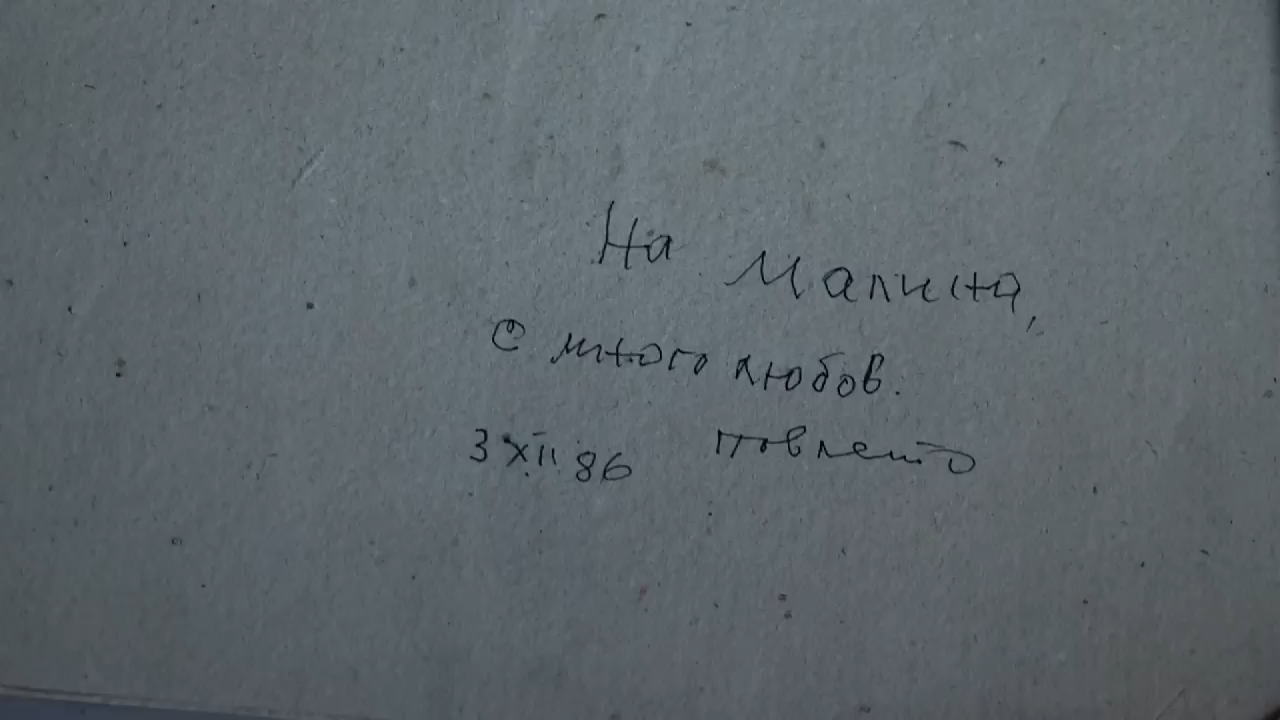 На Малина,
с много любов.
3 XII 86